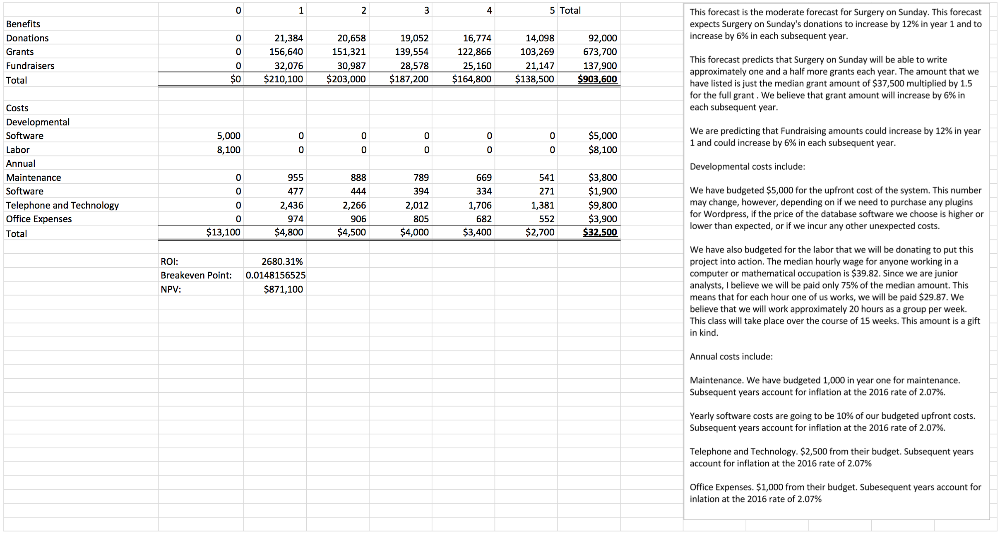 0 1 2 3 4 5 Total
Benefits
Donations 0 21,384 20,658 19,052 16,774 14,098 92,000
Grants 0 156,640 151,321 139,554 122,866 103,269 673,700
Fundraisers 0 32,076 30,987 28,578 25,160 21,147 137,900
Total $0 $210,100 $203,000 $187,200 $164,800 $138,500 $903,600
Costs
Developmental
Software 5,000 0 0 0 0 0 $5,000
Labor 8,100 0 0 0 0 0 $8,100
Annual
Maintenance 0 955 888 789 669 541 $3,800
Software 0 477 444 394 334 271 $1,900
Telephone and Technology 0 2,436 2,266 2,012 1,706 1,381 $9,800
Office Expenses 0 974 906 805 682 552 $3,900
Total $13,100 $4,800 $4,500 $4,000 $3,400 $2,700 $32,500
ROI: 2680.31%
Breakeven Point: 0.0148156525
NPV: $871,100
This forecast is the moderate forecast for Surgery on Sunday. This forecast
expects Surgery on Sunday's donations to increase by 12% in year 1 and to
increase by 6% in each subsequent year.
This forecast predicts that Surgery on Sunday will be able to write
approximately one and a half more grants each year. The amount that we
have listed is just the median grant amount of $37,500 multiplied by 1.5
for the full grant . We believe that grant amount will increase by 6% in
each subsequent year.
We are predicting that Fundraising amounts could increase by 12% in year
1 and could increase by 6% in each subsequent year.
Developmental costs include:
We have budgeted $5,000 for the upfront cost of the system. This number
may change, however, depending on if we need to purchase any plugins
for Wordpress, if the price of the database software we choose is higher or
lower than expected, or if we incur any other unexpected costs.
We have also budgeted for the labor that we will be donating to put this
project into action. The median hourly wage for anyone working in a
computer or mathematical occupation is $39.82. Since we are junior
analysts, I believe we will be paid only 75% of the median amount. This
means that for each hour one of us works, we will be paid $29.87. We
believe that we will work approximately 20 hours as a group per week.
This class will take place over the course of 15 weeks. This amount is a gift
in kind.
Annual costs include:
Maintenance. We have budgeted 1,000 in year one for maintenance.
Subsequent years account for inflation at the 2016 rate of 2.07%.
Yearly software costs are going to be 10% of our budgeted upfront costs.
Subsequent years account for inflation at the 2016 rate of 2.07%.
Telephone and Technology. $2,500 from their budget. Subsequent years
account for inflation at the 2016 rate of 2.07%
Office Expenses. $1,000 from their budget. Subesequent years account for
inlation at the 2016 rate of 2.07%